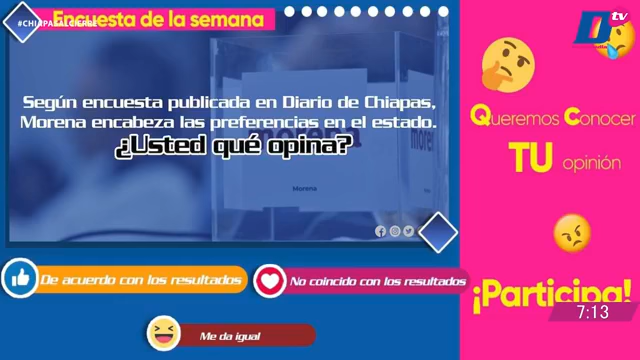 #CHIAPASALCIERRE
Encuesta de la semana
tv
Según encuesta publicada en Diario de Chiapas,
Morena encabeza las preferencias en el estado.
¿Usted qué opina?
morena
Morena
Queremos Conocer
TU opinión
De acuerdo con los resultados
No coincido con los resultados
Me da igual
¡Participa!
7:13